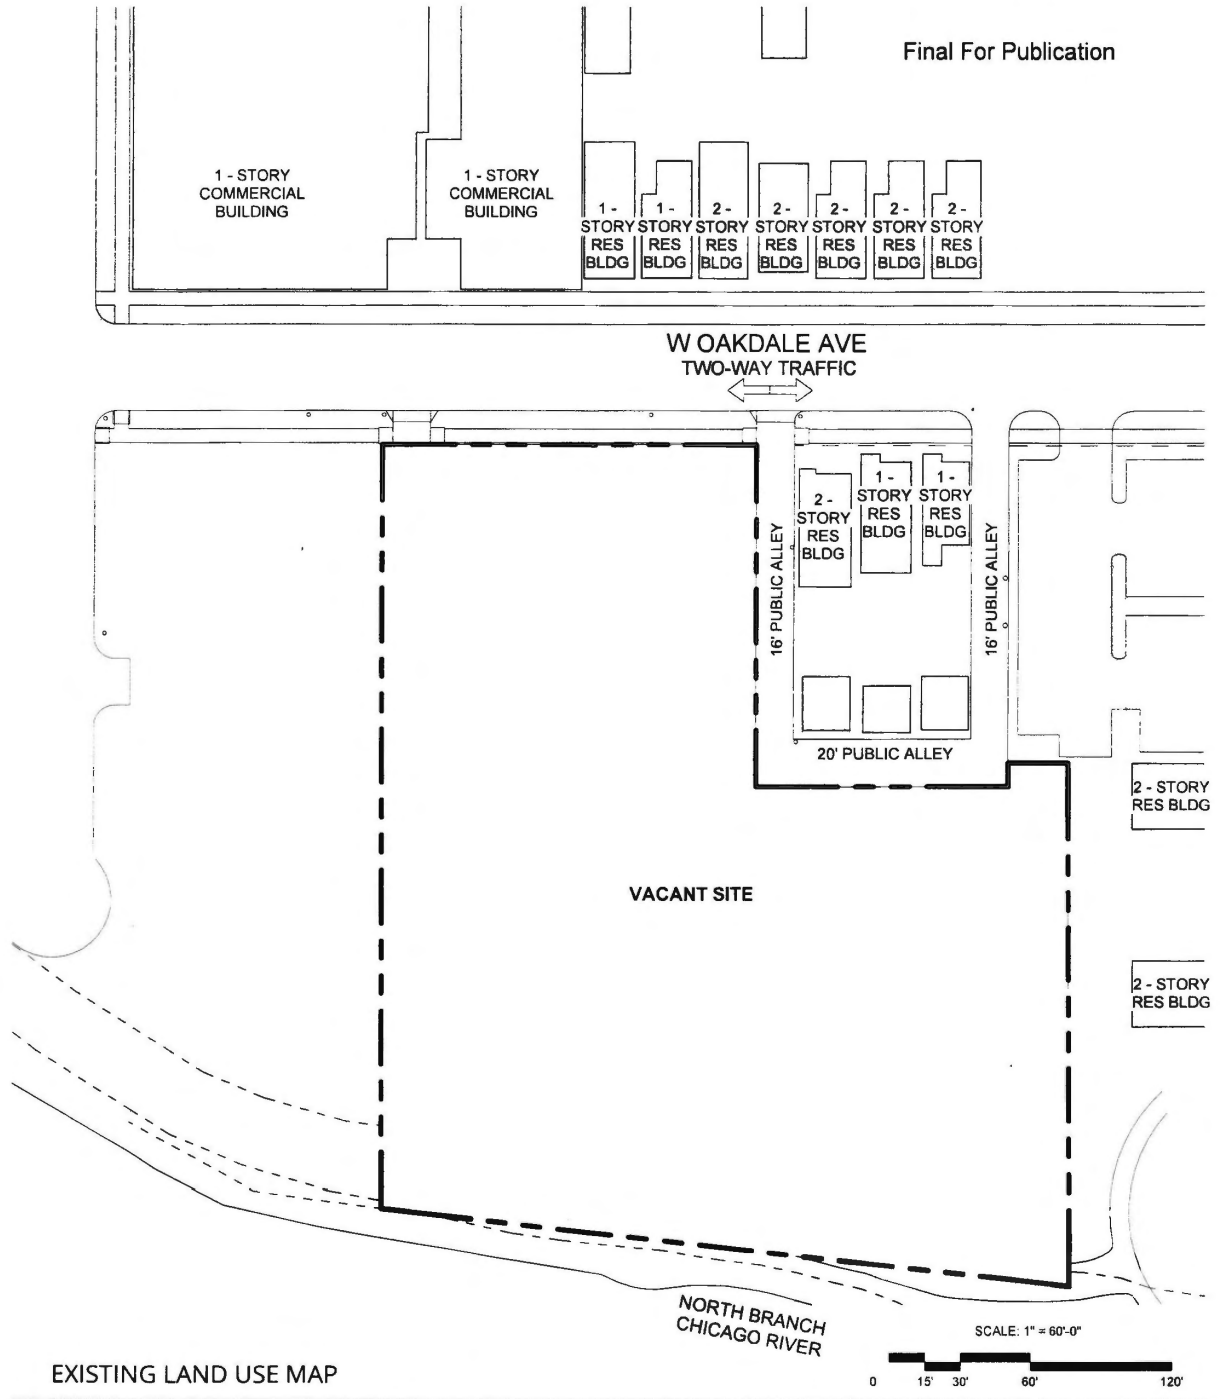 Final For Publication
1 - STORY
COMMERCIAL
BUILDING
1 - STORY
COMMERCIAL
BUILDING
1 -
STORY
RES
BLDG
1 -
STORY
RES
BLDG
2 -
STORY
RES
BLDG
2 -
STORY
RES
BLDG
2 -
STORY
RES
BLDG
2 -
STORY
RES
BLDG
2 -
STORY
RES
BLDG
W OAKDALE AVE
TWO-WAY TRAFFIC
16' PUBLIC ALLEY
2 -
STORY
RES
BLDG
1 -
STORY
RES
BLDG
1 -
STORY
RES
BLDG
16' PUBLIC ALLEY
20' PUBLIC ALLEY
2 - STORY
RES BLDG
VACANT SITE
2 - STORY
RES BLDG
NORTH BRANCH
CHICAGO RIVER
SCALE: 1" = 60'-0"
0 15' 30' 60' 120'
EXISTING LAND USE MAP